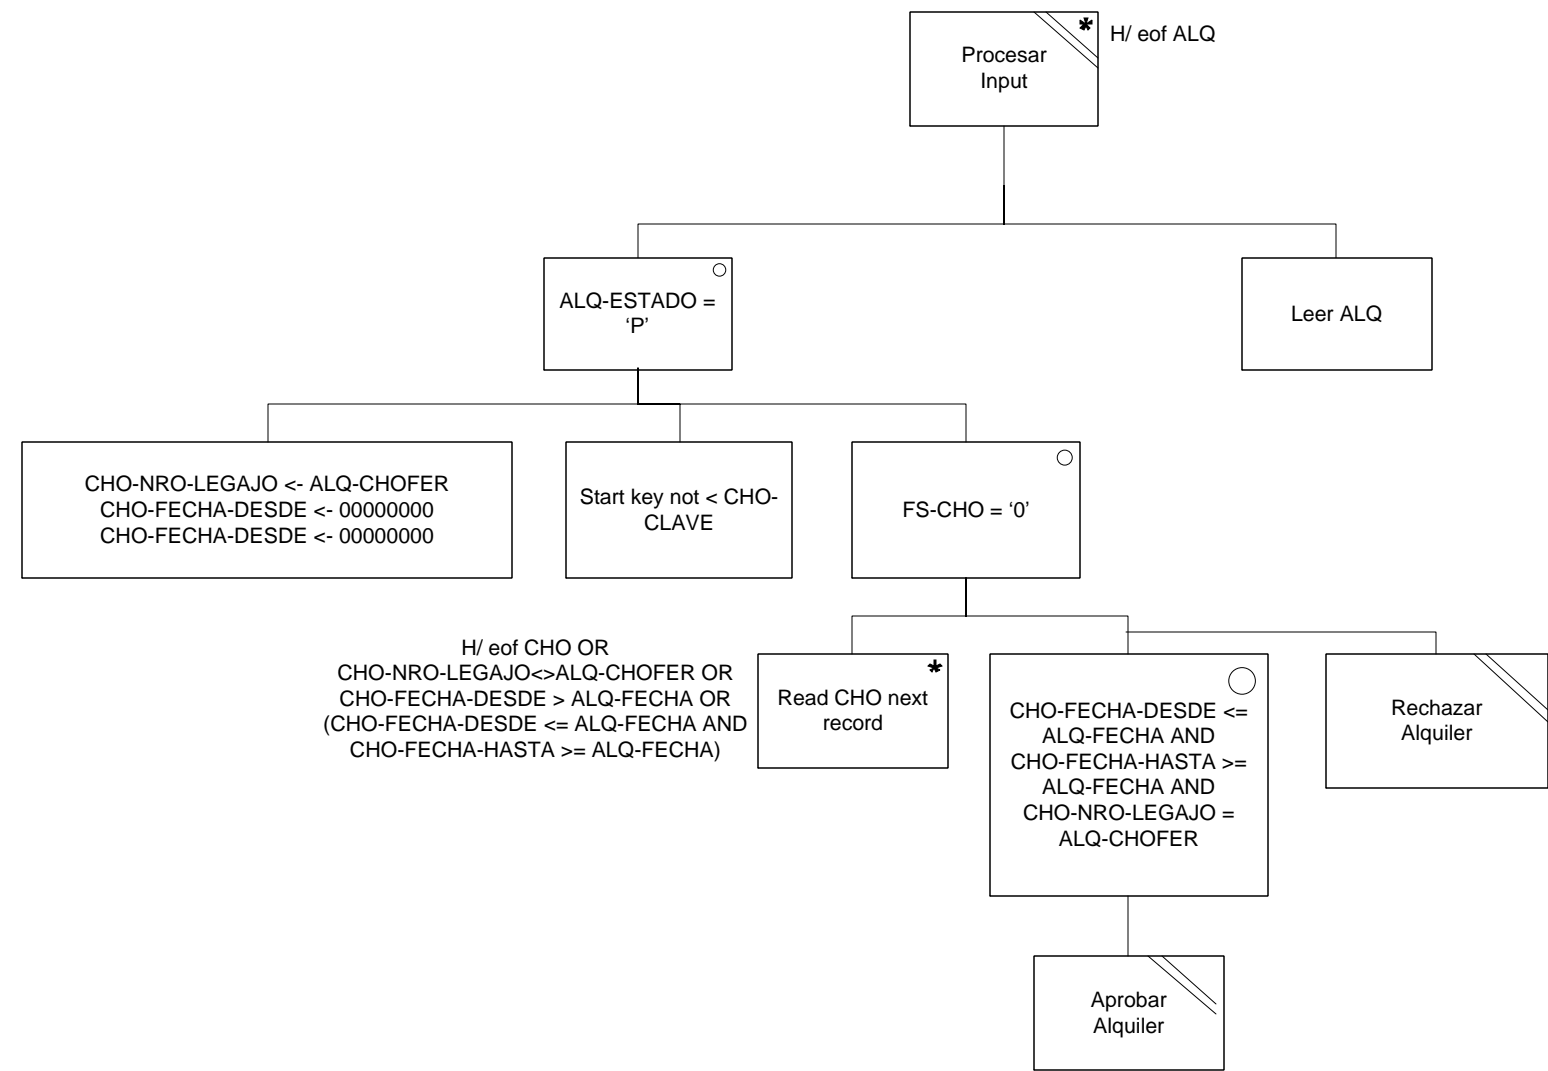 Procesar
Input
*
H/ eof ALQ
ALQ-ESTADO =
‘P’
Leer ALQ
CHO-NRO-LEGAJO <- ALQ-CHOFER
CHO-FECHA-DESDE <- 00000000
CHO-FECHA-DESDE <- 00000000
Start key not < CHO-
CLAVE
FS-CHO = ‘0’
H/ eof CHO OR
CHO-NRO-LEGAJO<>ALQ-CHOFER OR
CHO-FECHA-DESDE > ALQ-FECHA OR
(CHO-FECHA-DESDE <= ALQ-FECHA AND
CHO-FECHA-HASTA >= ALQ-FECHA)
*
Read CHO next
record
CHO-FECHA-DESDE <=
ALQ-FECHA AND
CHO-FECHA-HASTA >=
ALQ-FECHA AND
CHO-NRO-LEGAJO =
ALQ-CHOFER
Rechazar
Alquiler
Aprobar
Alquiler